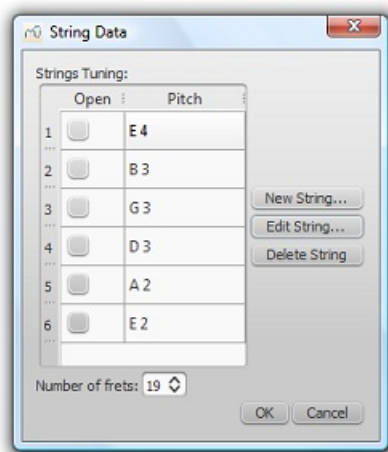 String Data
Strings Tuning:
Open Pitch
1 E 4
2 B 3
3 G 3
4 D 3
5 A 2
6 E 2
New String...
Edit String...
Delete String
Number of frets: 19
OK Cancel